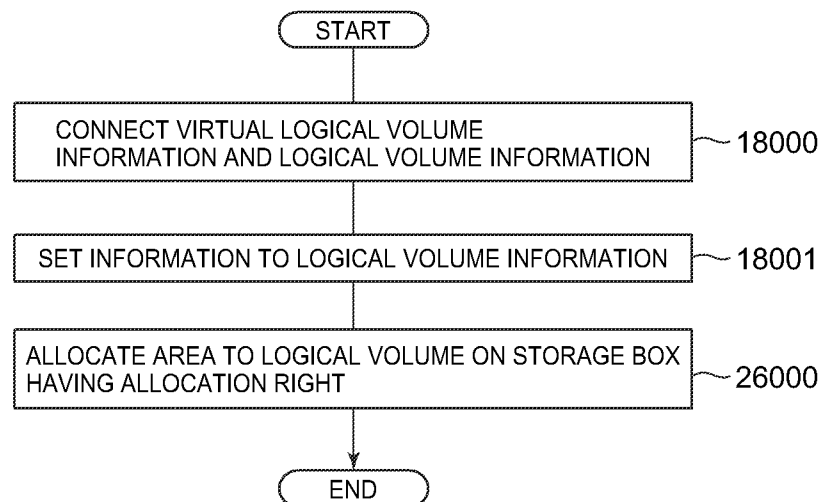 START
CONNECT VIRTUAL LOGICAL VOLUME
INFORMATION AND LOGICAL VOLUME INFORMATION
18000
SET INFORMATION TO LOGICAL VOLUME INFORMATION
18001
ALLOCATE AREA TO LOGICAL VOLUME ON STORAGE BOX
HAVING ALLOCATION RIGHT
26000
END